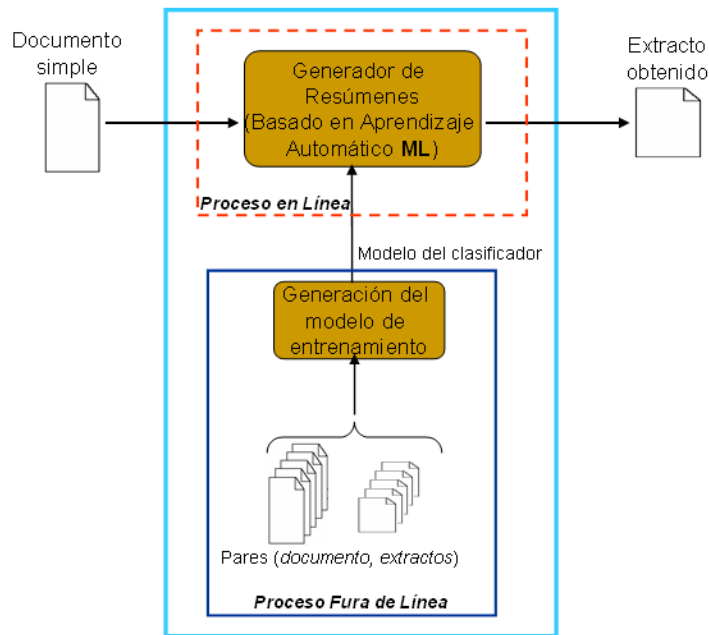 Documento
simple
Generador de
Resúmenes
(Basado en Aprendizaje
Automático ML)
Extracto
obtenido
Proceso en Línea
Modelo del clasificador
Generación del
modelo de
entrenamiento
Pares (documento, extractos)
Proceso Fura de Línea